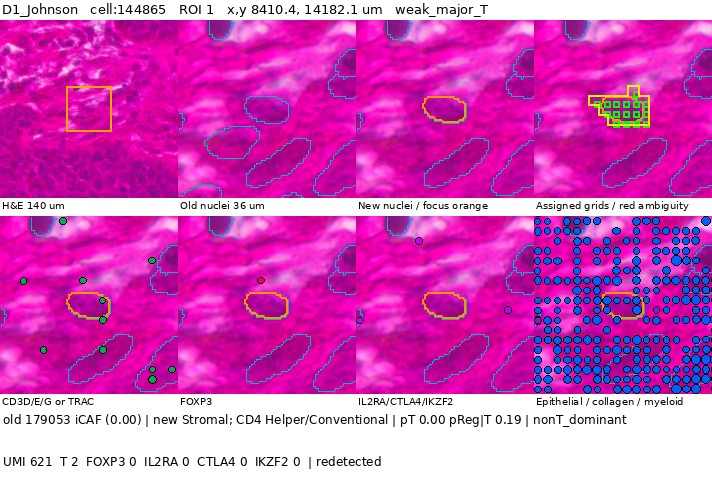 D1_Johnson cell:144865 ROI 1 x,y 8410.4, 14182.1 um weak_major_T
H&E 140 um
Old nuclei 36 um
New nuclei / focus orange
Assigned grids / red ambiguity
CD3D/E/G or TRAC
FOXP3
IL2RA/CTLA4/IKZF2
Epithelial / collagen / myeloid
old 179053 iCAF (0.00) | new Stromal; CD4 Helper/Conventional | pT 0.00 pReg|T 0.19 | nonT_dominant
UMI 621 T 2 FOXP3 0 IL2RA 0 CTLA4 0 IKZF2 0 | redetected